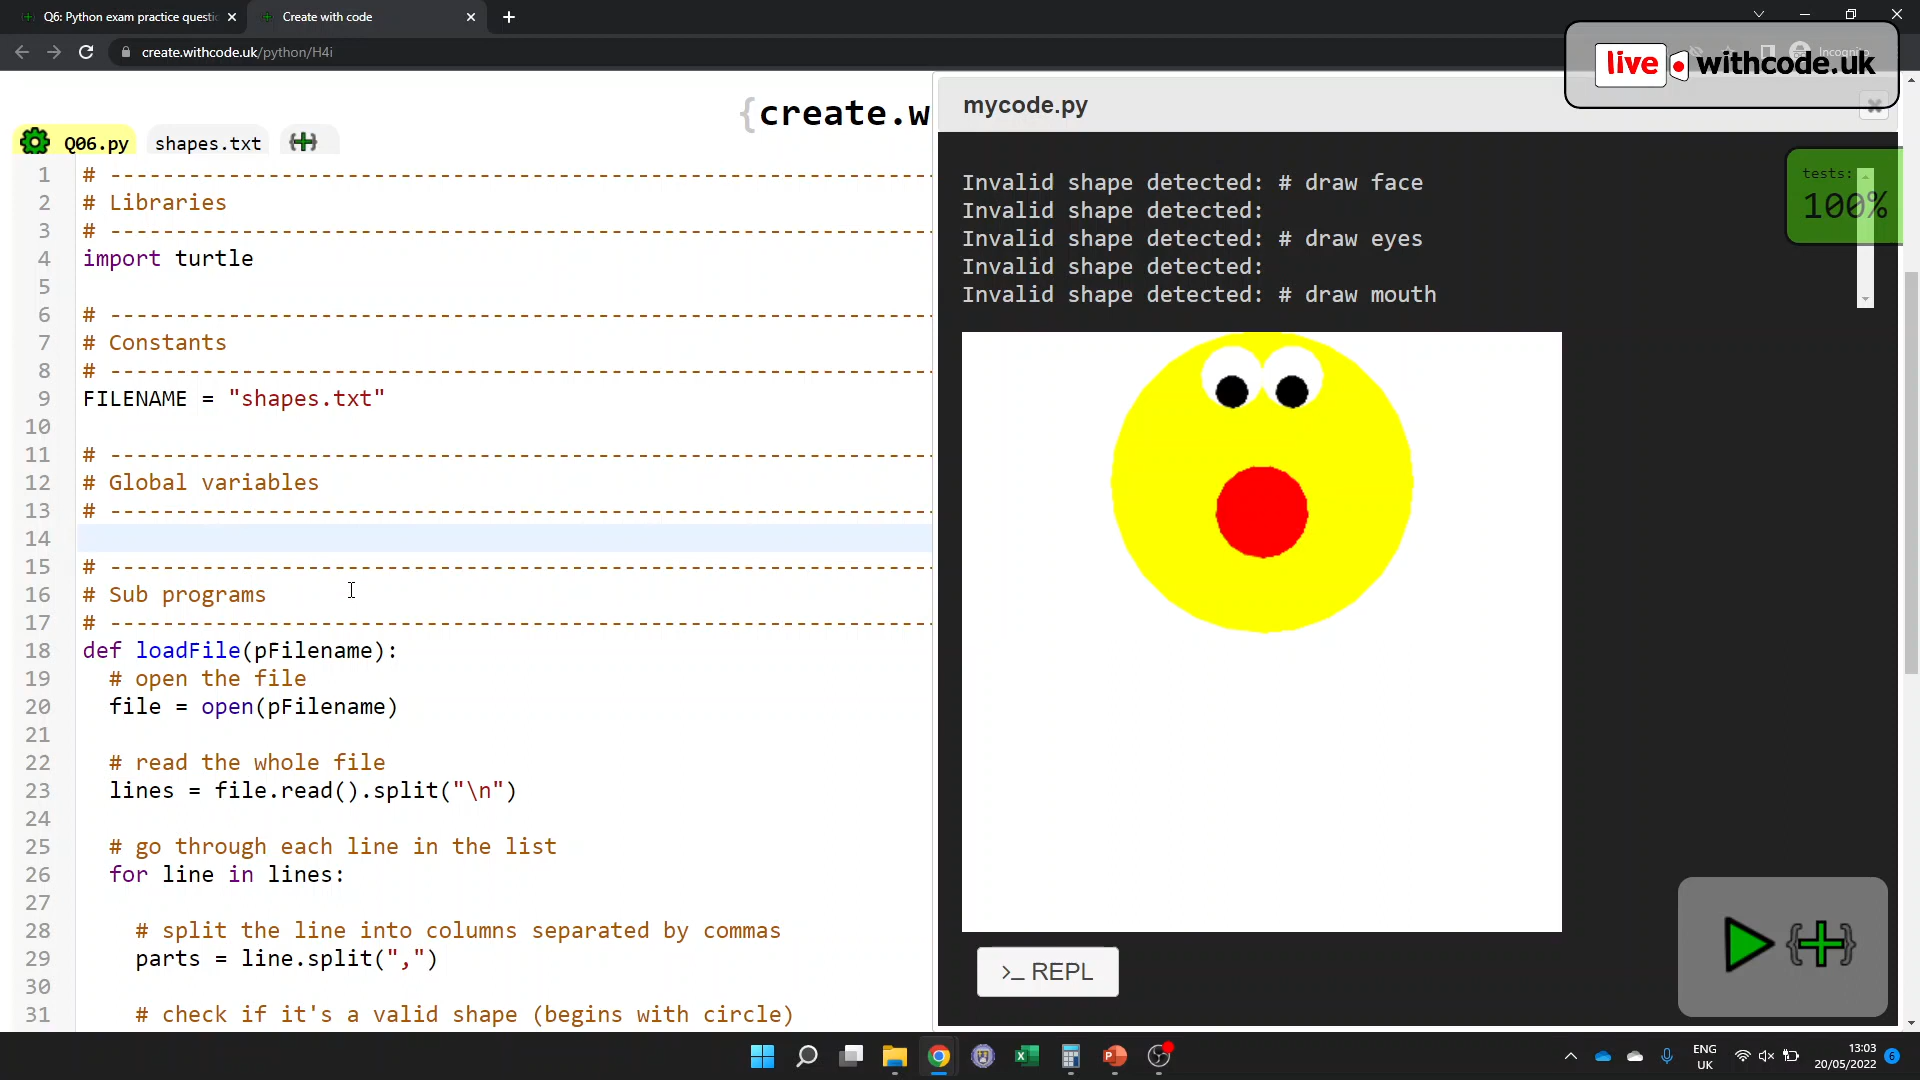 Q6: Python exam practice questi
Create with code
create.withcode.uk/python/H4i
Incognito
live withcode.uk
{create.w
mycode.py
Q06.py
shapes.txt
{+}
1 # --------------------------------------------------------------
2 # Libraries
3 # --------------------------------------------------------------
4 import turtle
5
6 # --------------------------------------------------------------
7 # Constants
8 # --------------------------------------------------------------
9 FILENAME = "shapes.txt"
10
11 # --------------------------------------------------------------
12 # Global variables
13 # --------------------------------------------------------------
14
15 # --------------------------------------------------------------
16 # Sub programs
17 # --------------------------------------------------------------
18 def loadFile(pFilename):
19 # open the file
20 file = open(pFilename)
21
22 # read the whole file
23 lines = file.read().split("\n")
24
25 # go through each line in the list
26 for line in lines:
27
28 # split the line into columns separated by commas
29 parts = line.split(",")
30
31 # check if it's a valid shape (begins with circle)
Invalid shape detected: # draw face
Invalid shape detected:
Invalid shape detected: # draw eyes
Invalid shape detected:
Invalid shape detected: # draw mouth
tests:
100%
>_ REPL
{+}
ENG
UK
13:03
20/05/2022
6